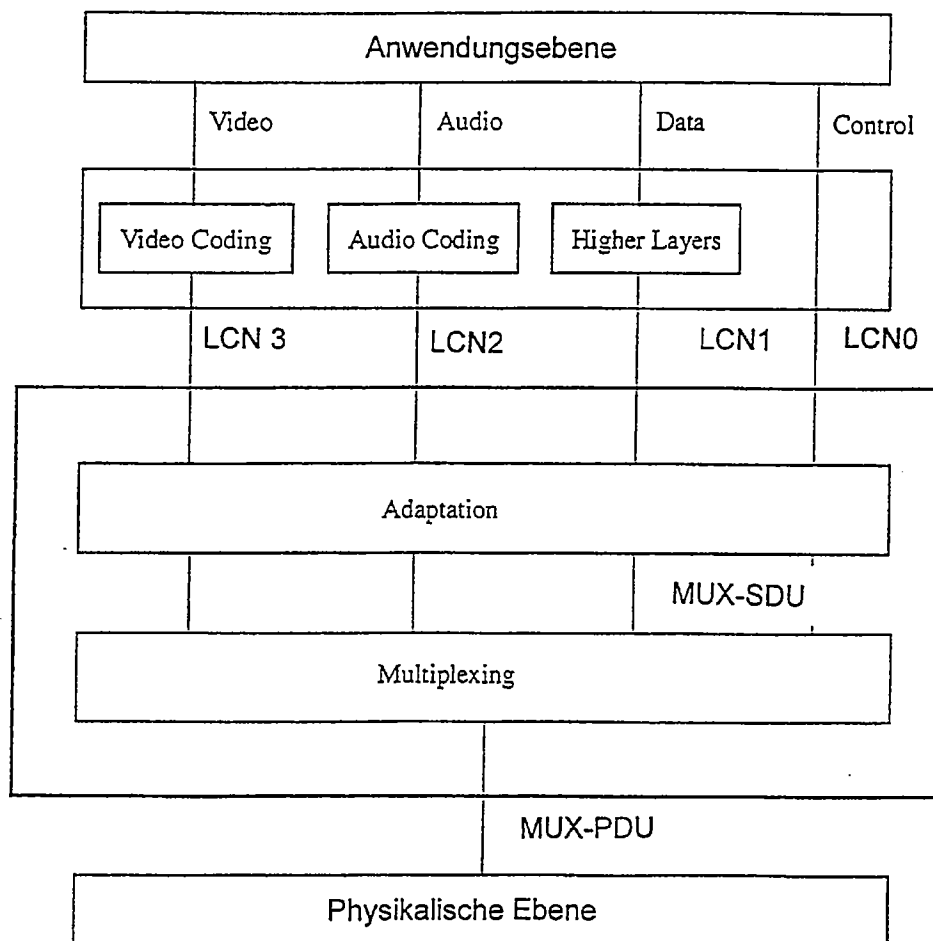 Anwendungsebene
Video Audio Data Control
Video Coding Audio Coding Higher Layers
LCN 3 LCN2 LCN1 LCN0
Adaptation
MUX-SDU
Multiplexing
MUX-PDU
Physikalische Ebene